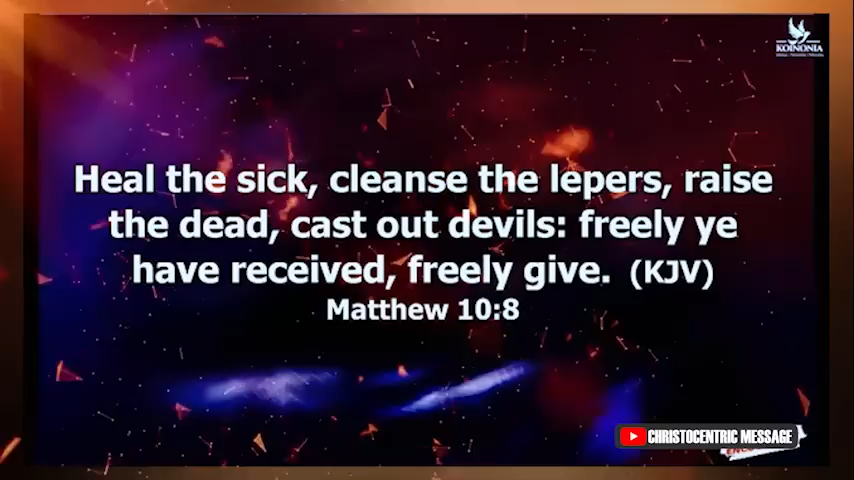 KOINONIA
Heal the sick, cleanse the lepers, raise
the dead, cast out devils: freely ye
have received, freely give. (KJV)
Matthew 10:8
CHRISTOCENTRIC MESSAGE